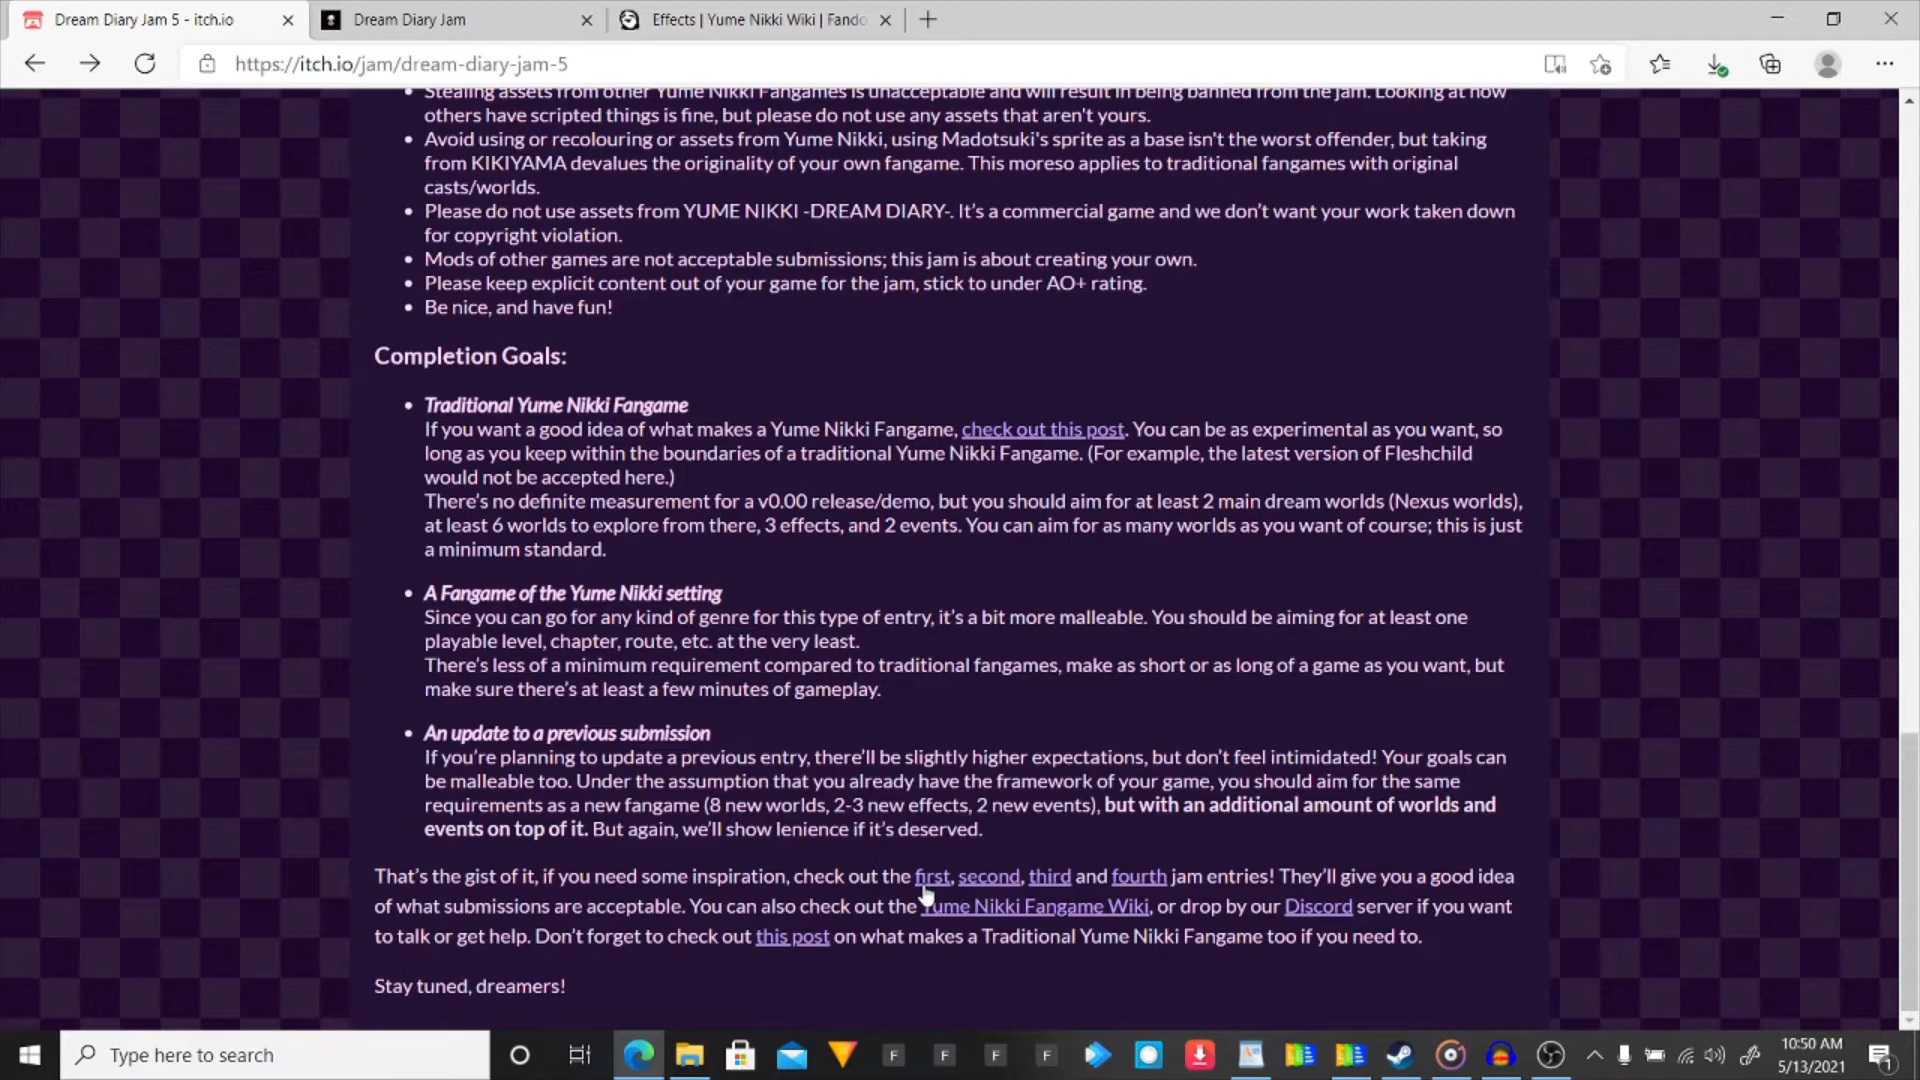 Dream Diary Jam 5 - itch.io
Dream Diary Jam
Effects | Yume Nikki Wiki | Fando
https://itch.io/jam/dream-diary-jam-5
Stealing assets from other Yume Nikki Fangames is unacceptable and will result in being banned from the jam. Looking at how
others have scripted things is fine, but please do not use any assets that aren't yours.
Avoid using or recolouring or assets from Yume Nikki, using Madotsuki's sprite as a base isn't the worst offender, but taking
from KIKIYAMA devalues the originality of your own fangame. This moreso applies to traditional fangames with original
casts/worlds.
Please do not use assets from YUME NIKKI -DREAM DIARY-. It's a commercial game and we don't want your work taken down
for copyright violation.
Mods of other games are not acceptable submissions; this jam is about creating your own.
Please keep explicit content out of your game for the jam, stick to under AO+ rating.
Be nice, and have fun!
Completion Goals:
Traditional Yume Nikki Fangame
If you want a good idea of what makes a Yume Nikki Fangame, check out this post. You can be as experimental as you want, so
long as you keep within the boundaries of a traditional Yume Nikki Fangame. (For example, the latest version of Fleshchild
would not be accepted here.)
There's no definite measurement for a v0.00 release/demo, but you should aim for at least 2 main dream worlds (Nexus worlds),
at least 6 worlds to explore from there, 3 effects, and 2 events. You can aim for as many worlds as you want of course; this is just
a minimum standard.
A Fangame of the Yume Nikki setting
Since you can go for any kind of genre for this type of entry, it's a bit more malleable. You should be aiming for at least one
playable level, chapter, route, etc. at the very least.
There's less of a minimum requirement compared to traditional fangames, make as short or as long of a game as you want, but
make sure there's at least a few minutes of gameplay.
An update to a previous submission
If you're planning to update a previous entry, there'll be slightly higher expectations, but don't feel intimidated! Your goals can
be malleable too. Under the assumption that you already have the framework of your game, you should aim for the same
requirements as a new fangame (8 new worlds, 2-3 new effects, 2 new events), but with an additional amount of worlds and
events on top of it. But again, we'll show lenience if it's deserved.
That's the gist of it, if you need some inspiration, check out the first, second, third and fourth jam entries! They'll give you a good idea
of what submissions are acceptable. You can also check out the Yume Nikki Fangame Wiki, or drop by our Discord server if you want
to talk or get help. Don't forget to check out this post on what makes a Traditional Yume Nikki Fangame too if you need to.
Stay tuned, dreamers!
Type here to search
F
F
F
F
10:50 AM
5/13/2021
1